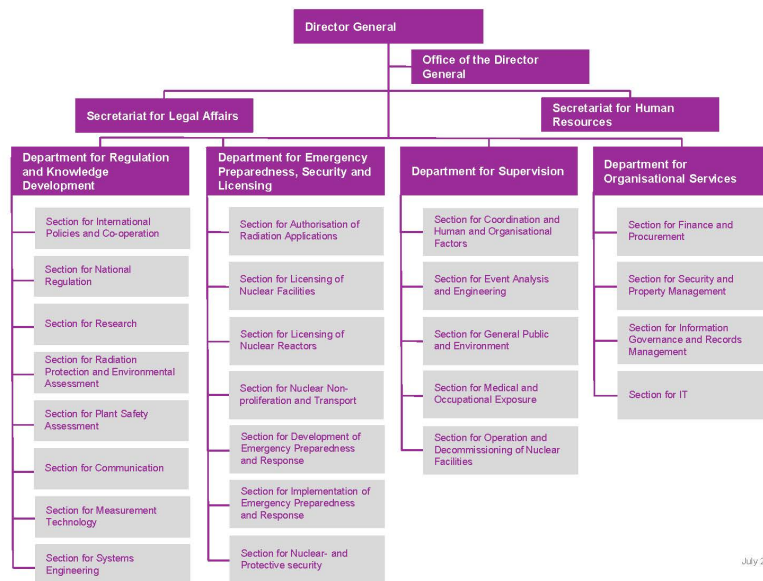 Director General
Office of the Director
General
Secretariat for Legal Affairs
Secretariat for Human
Resources
Department for Regulation
and Knowledge
Development
Section for International
Policies and Co-operation
Section for National
Regulation
Section for Research
Section for Radiation
Protection and Environmental
Assessment
Section for Plant Safety
Assessment
Section for Communication
Section for Measurement
Technology
Section for Systems
Engineering
Department for Emergency
Preparedness, Security and
Licensing
Section for Authorisation of
Radiation Applications
Section for Licensing of
Nuclear Facilities
Section for Licensing of
Nuclear Reactors
Section for Nuclear Non-
proliferation and Transport
Section for Development of
Emergency Preparedness
and Response
Section for Implementation of
Emergency Preparedness
and Response
Section for Nuclear- and
Protective security
Department for Supervision
Section for Coordination and
Human and Organisational
Factors
Section for Event Analysis
and Engineering
Section for General Public
and Environment
Section for Medical and
Occupational Exposure
Section for Operation and
Decommissioning of Nuclear
Facilities
Department for
Organisational Services
Section for Finance and
Procurement
Section for Security and
Property Management
Section for Information
Governance and Records
Management
Section for IT
July 2